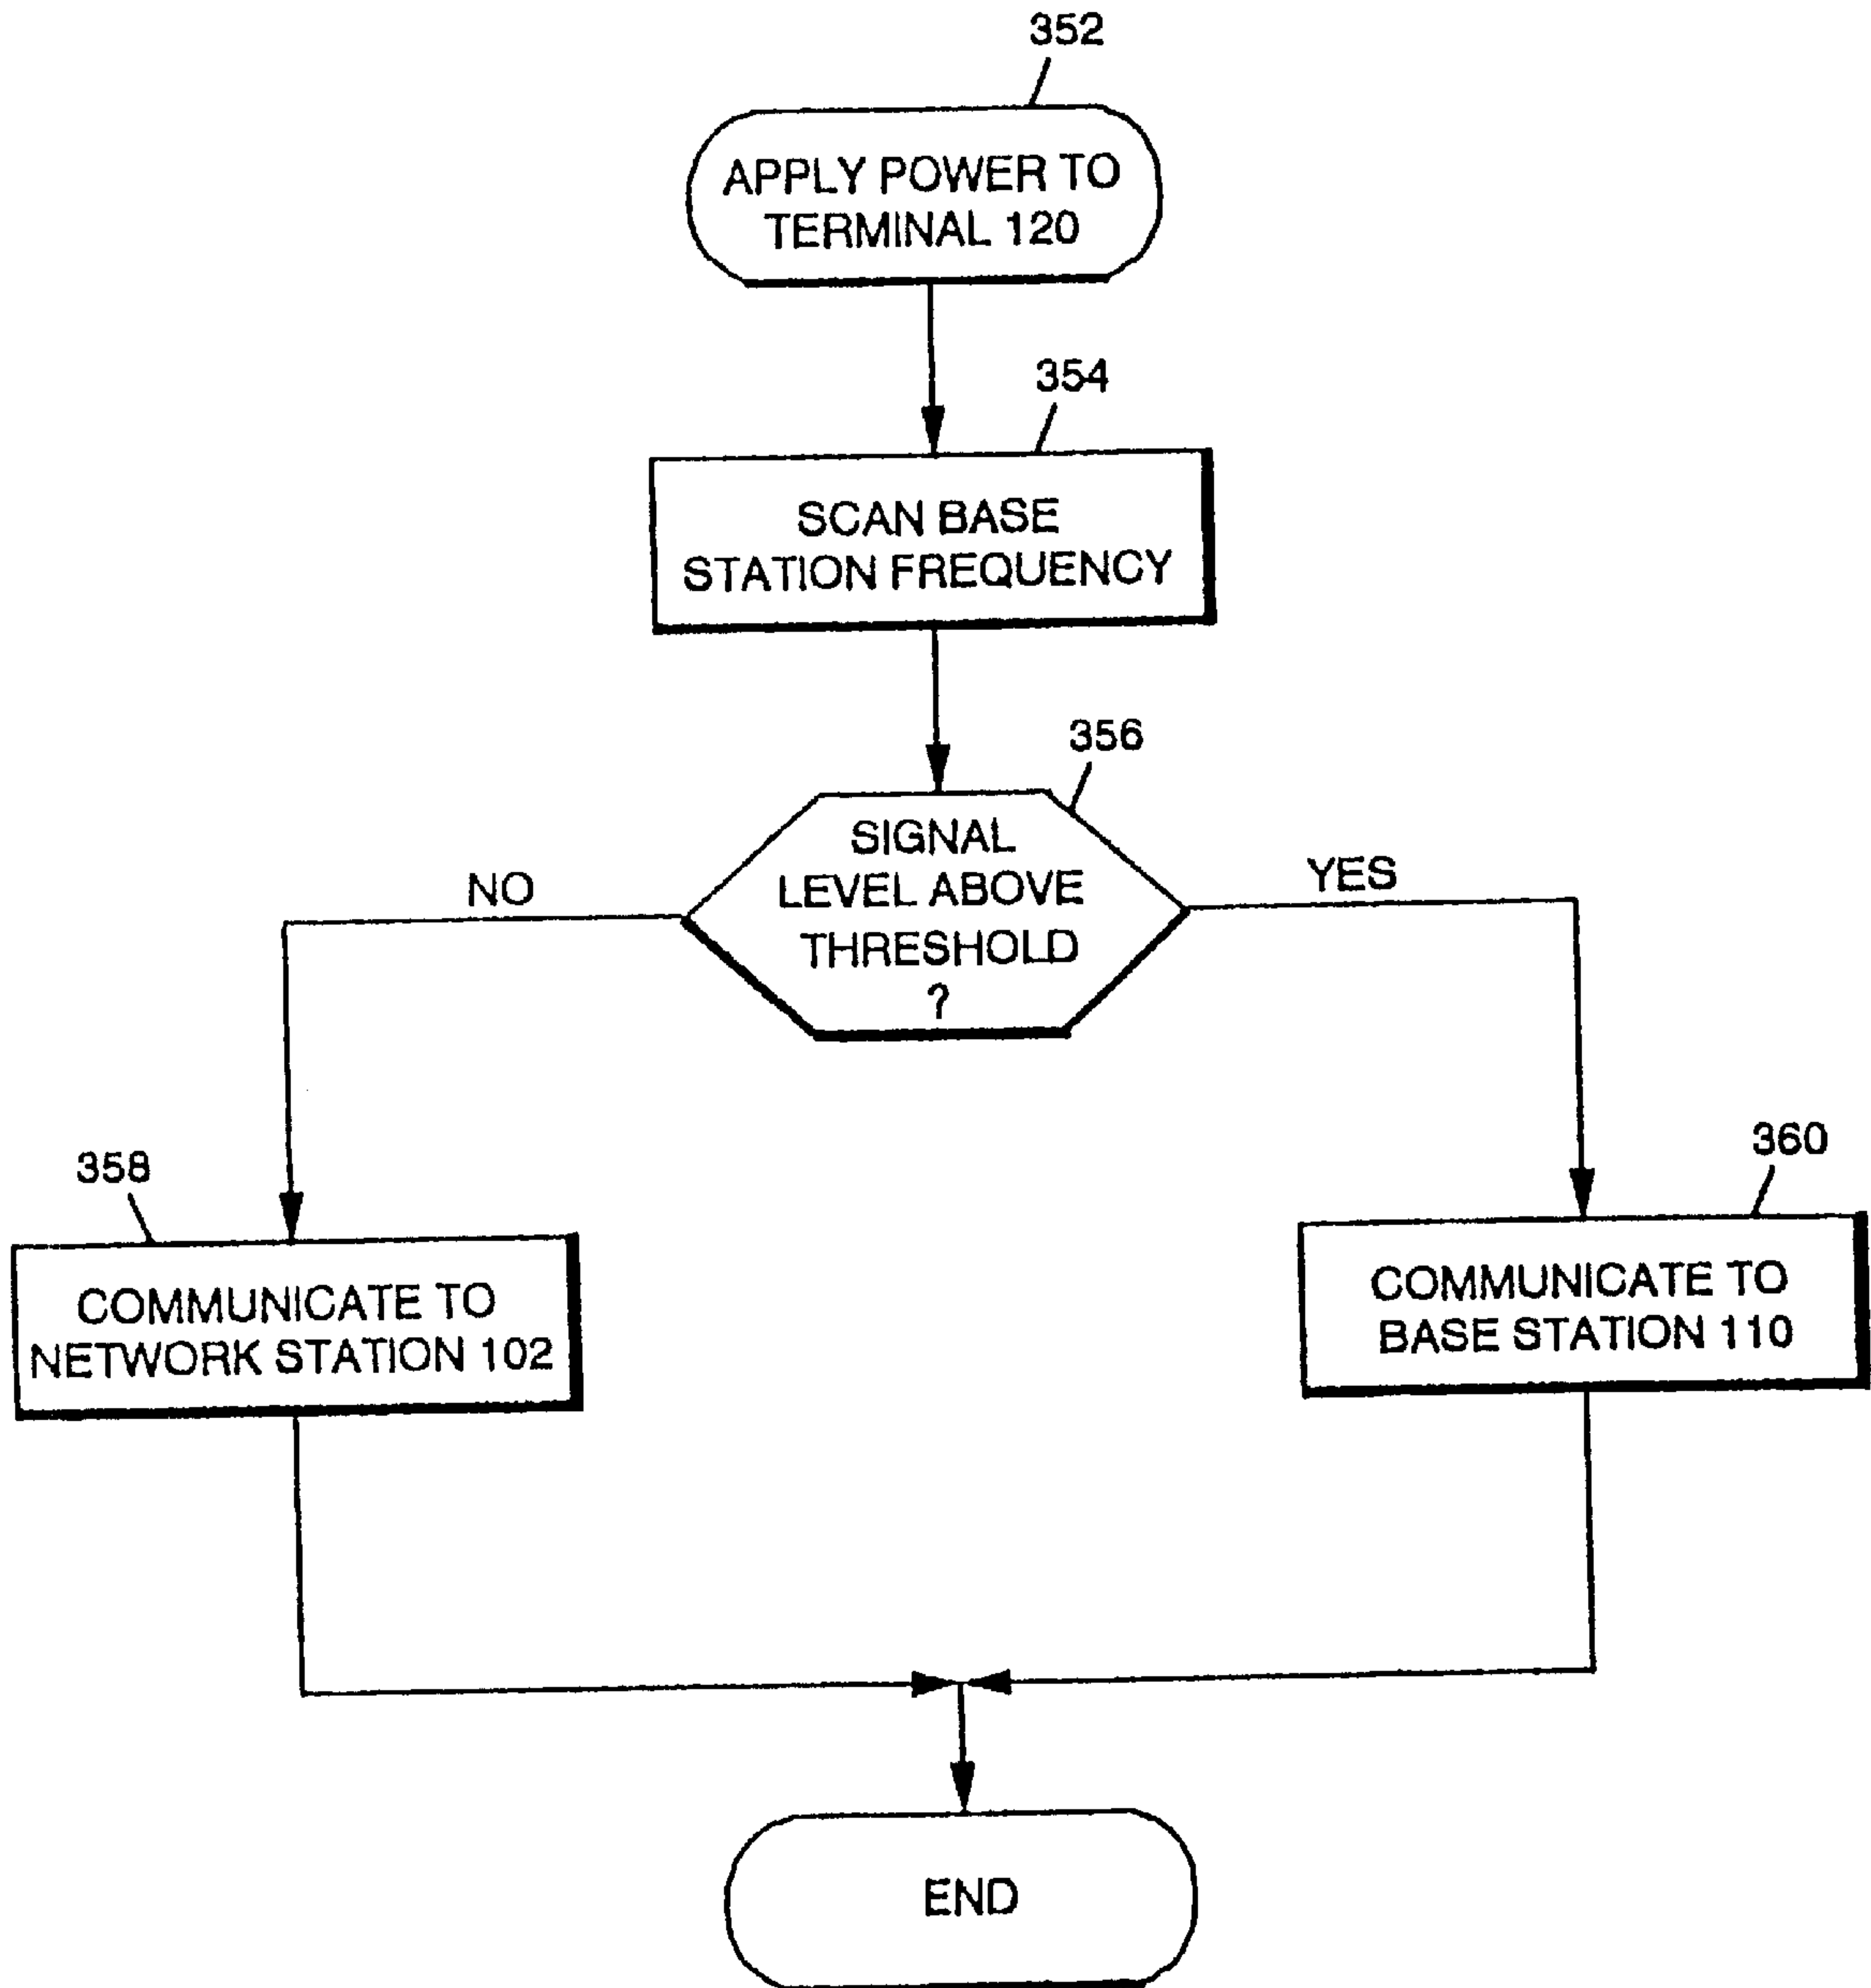 352
APPLY POWER TO
TERMINAL 120
354
SCAN BASE
STATION FREQUENCY
356
SIGNAL
LEVEL ABOVE
THRESHOLD
?
NO
YES
358
COMMUNICATE TO
NETWORK STATION 102
360
COMMUNICATE TO
BASE STATION 110
END